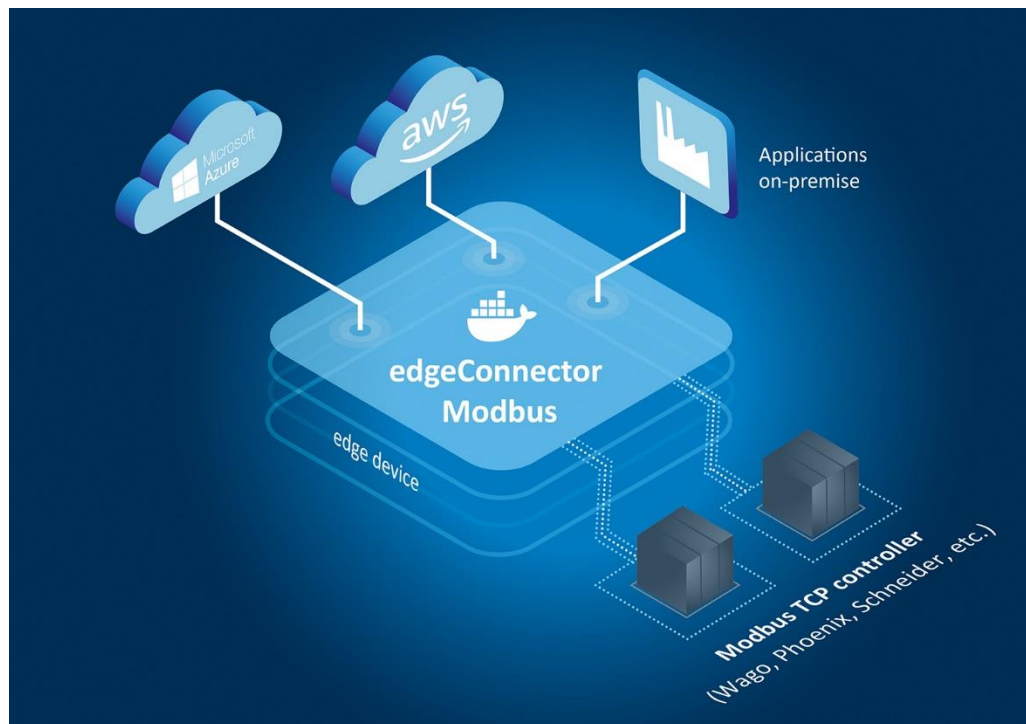 Microsoft
Azure
aws
Applications
on-premise
edgeConnector
Modbus
edge device
Modbus TCP controller
(Wago, Phoenix, Schneider, etc.)